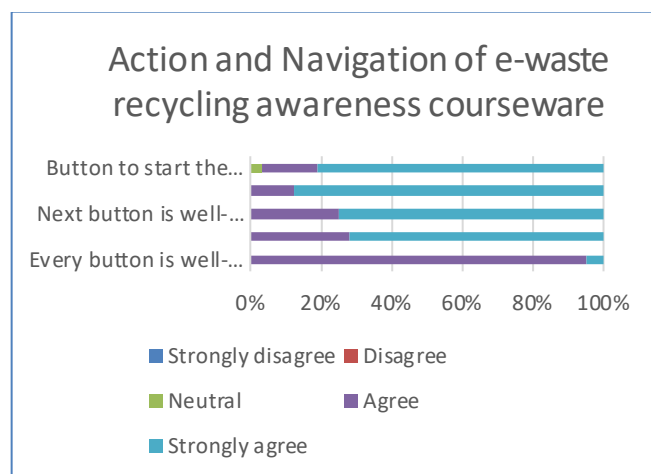 Action and Navigation of e-waste
recycling awareness courseware
Button to start the...
Next button is well-...
Every button is well-...
0% 20% 40% 60% 80% 100%
Strongly disagree Disagree
Neutral Agree
Strongly agree